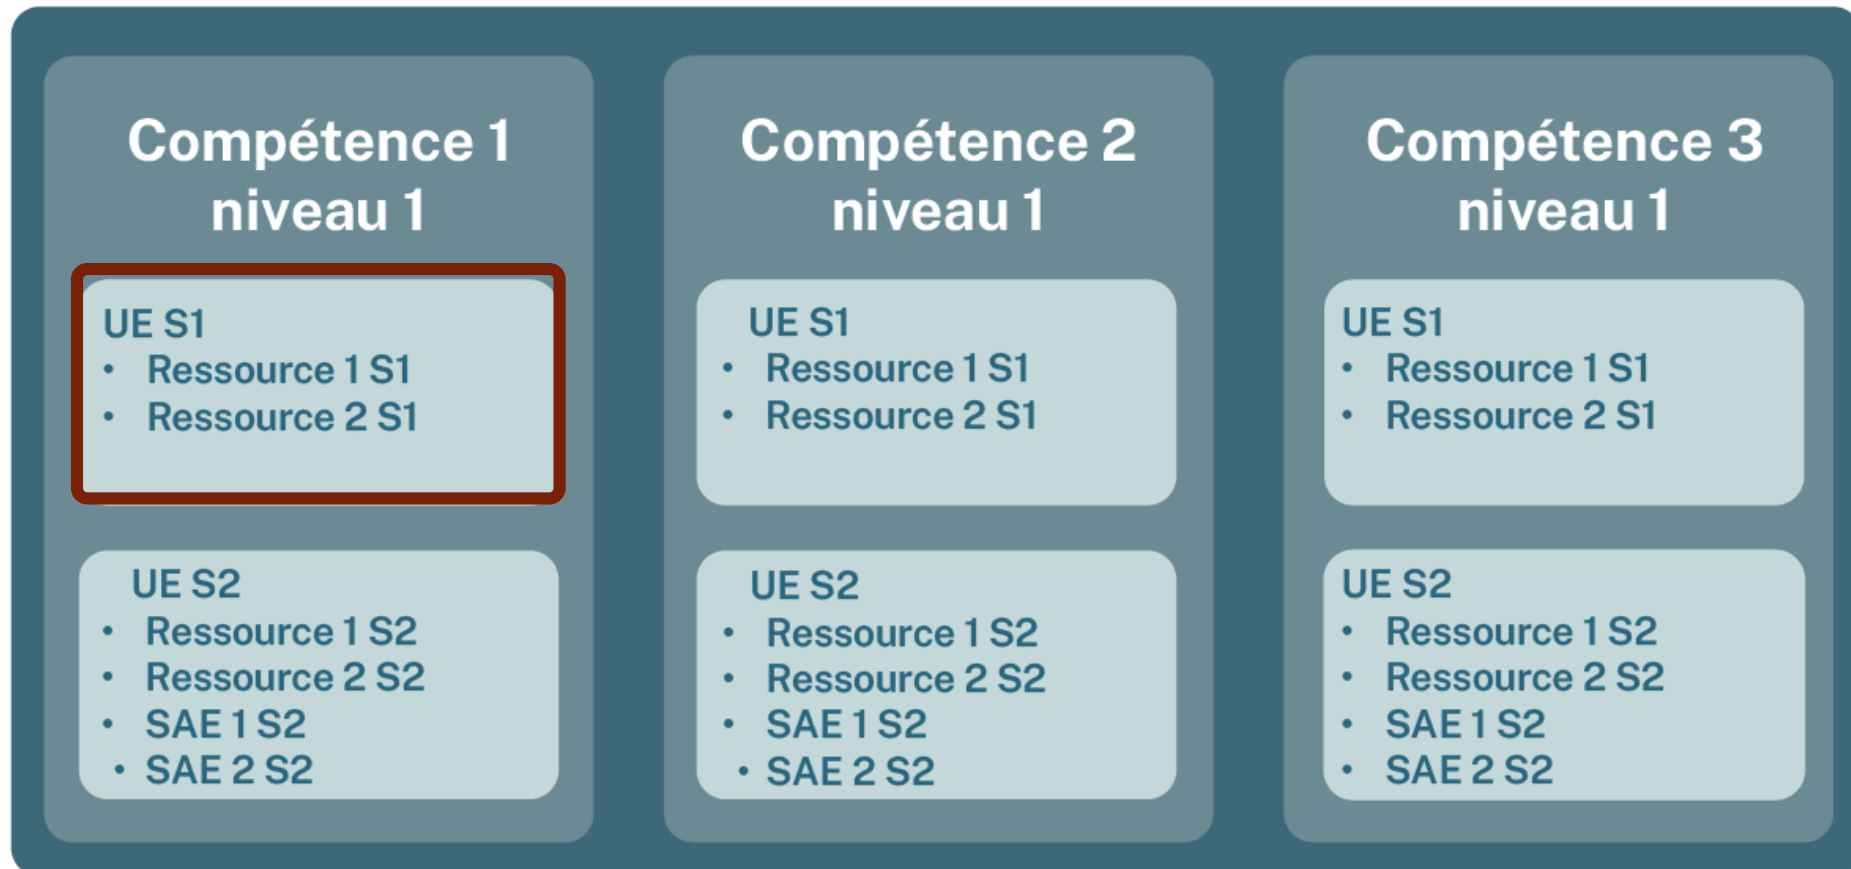 Compétence 1
niveau 1
UE S1
• Ressource 1 S1
• Ressource 2 S1
UE S2
• Ressource 1 S2
• Ressource 2 S2
• SAE 1 S2
• SAE 2 S2
Compétence 2
niveau 1
UE S1
• Ressource 1 S1
• Ressource 2 S1
UE S2
• Ressource 1 S2
• Ressource 2 S2
• SAE 1 S2
• SAE 2 S2
Compétence 3
niveau 1
UE S1
• Ressource 1 S1
• Ressource 2 S1
UE S2
• Ressource 1 S2
• Ressource 2 S2
• SAE 1 S2
• SAE 2 S2